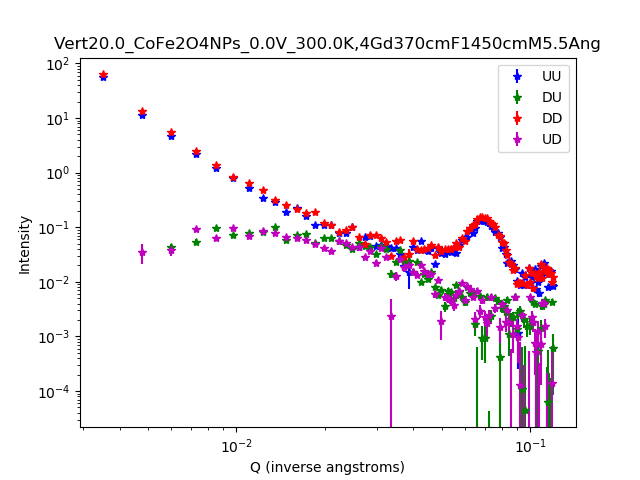 Vert20.0_CoFe2O4NPs_0.0V_300.0K,4Gd370cmF1450cmM5.5Ang
10²
10¹
10⁰
10⁻¹
10⁻²
10⁻³
10⁻⁴
Intensity
UU
DU
DD
UD
10⁻² 10⁻¹
Q (inverse angstroms)